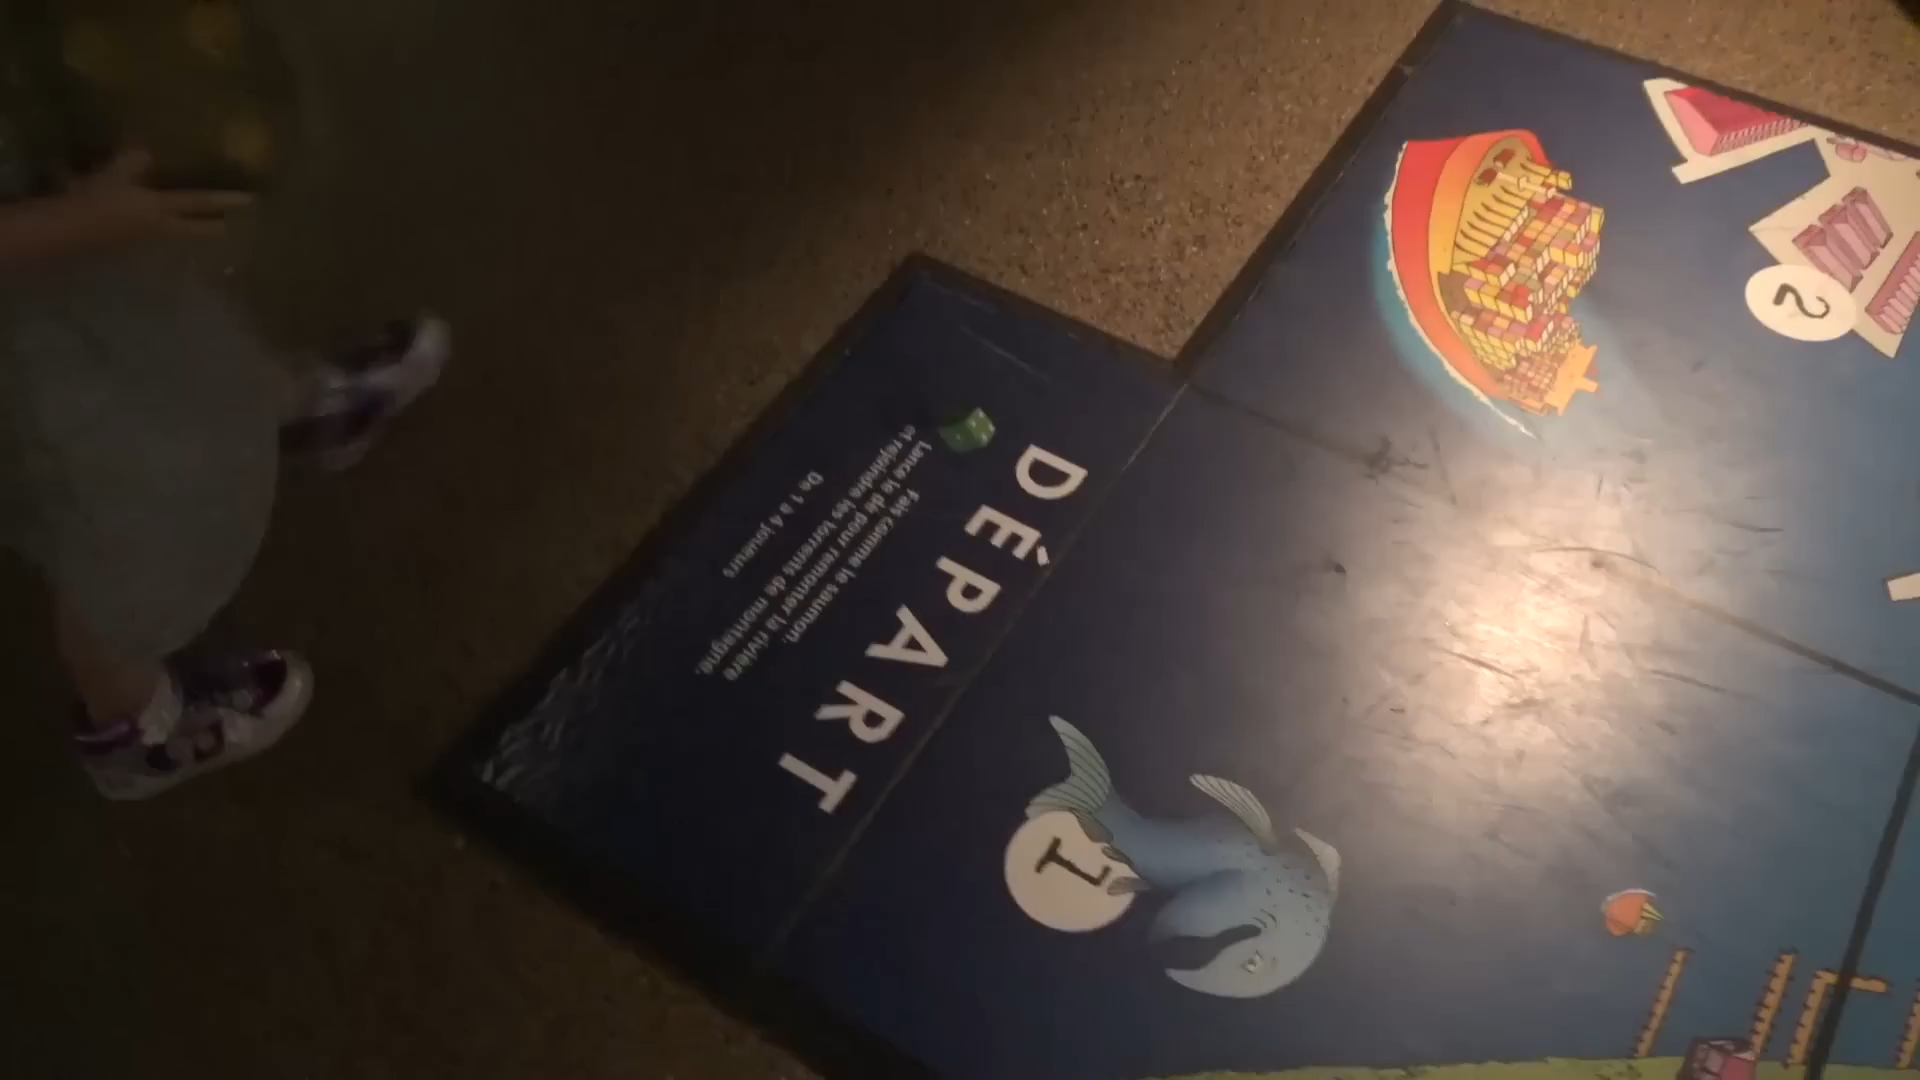 DÉPART
Fais comme le saumon.
Lance le dé pour remonter la rivière
et rejoindre les torrents de montagne.
De 1 à 4 joueurs
1
2